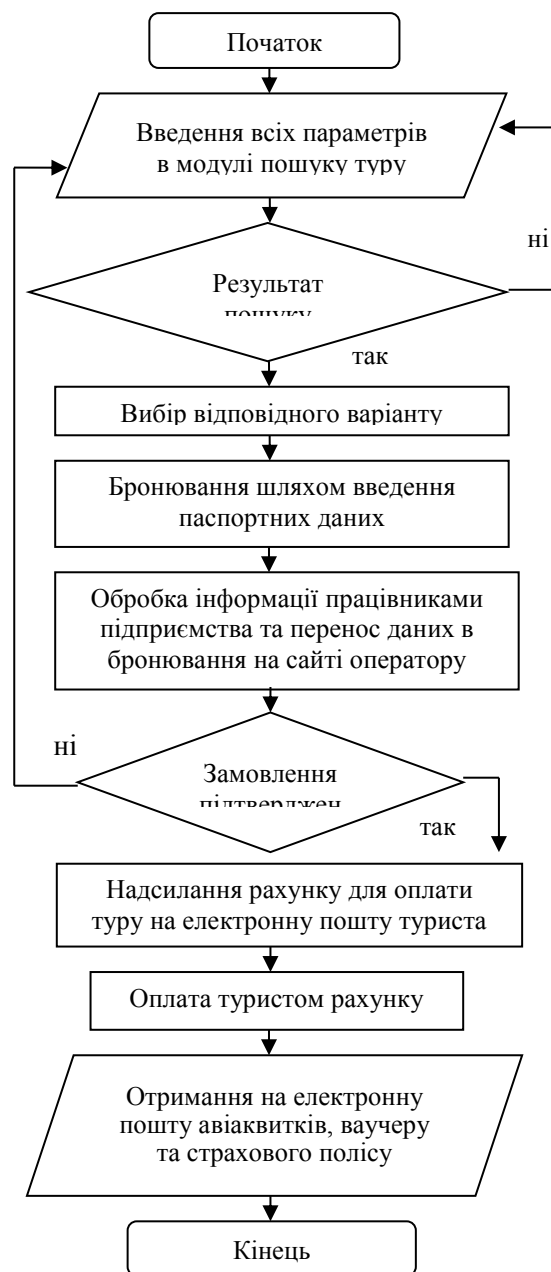 Початок
Введення всіх параметрів
в модулі пошуку туру
ні
Результат
пошуку
так
Вибір відповідного варіанту
Бронювання шляхом введення
паспортних даних
Обробка інформації працівниками
підприємства та перенос даних в
бронювання на сайті оператору
ні
Замовлення
підтверджен
так
Надсилання рахунку для оплати
туру на електронну пошту туриста
Оплата туристом рахунку
Отримання на електронну
пошту авіаквитків, ваучеру
та страхового полісу
Кінець